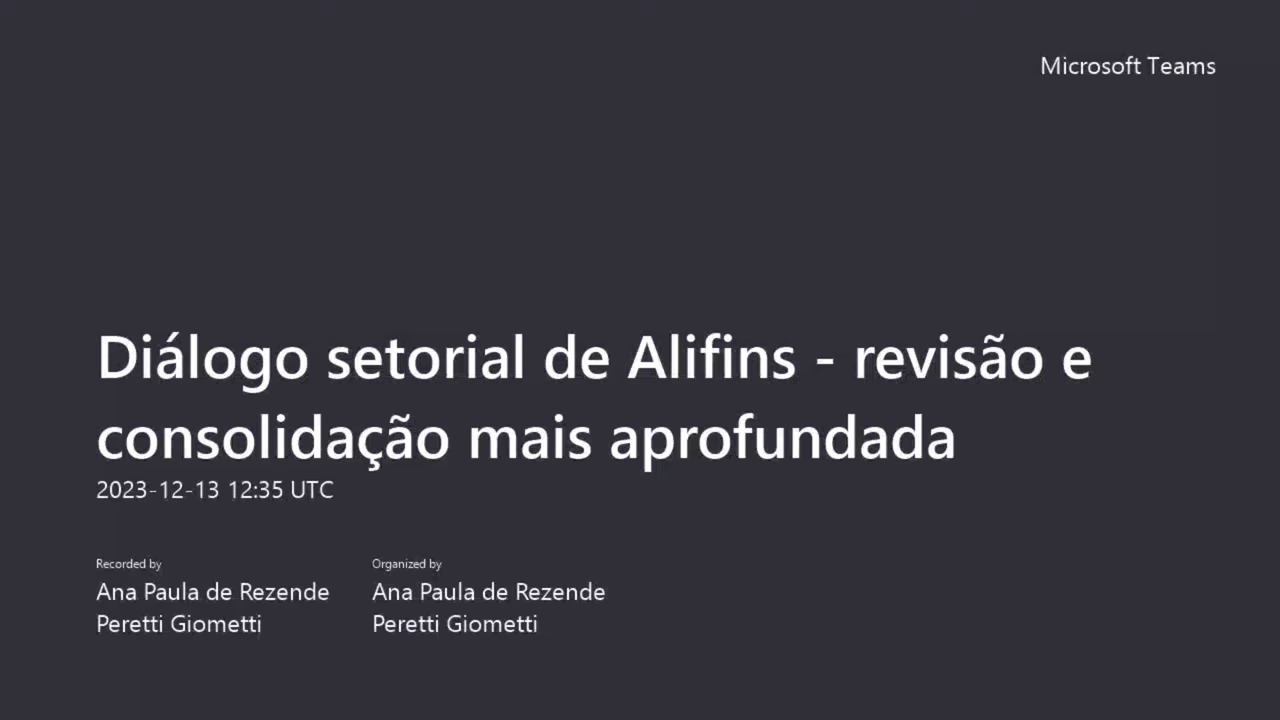 Microsoft Teams
Diálogo setorial de Alifins - revisão e
consolidação mais aprofundada
2023-12-13 12:35 UTC
Recorded by
Ana Paula de Rezende
Peretti Giometti
Organized by
Ana Paula de Rezende
Peretti Giometti